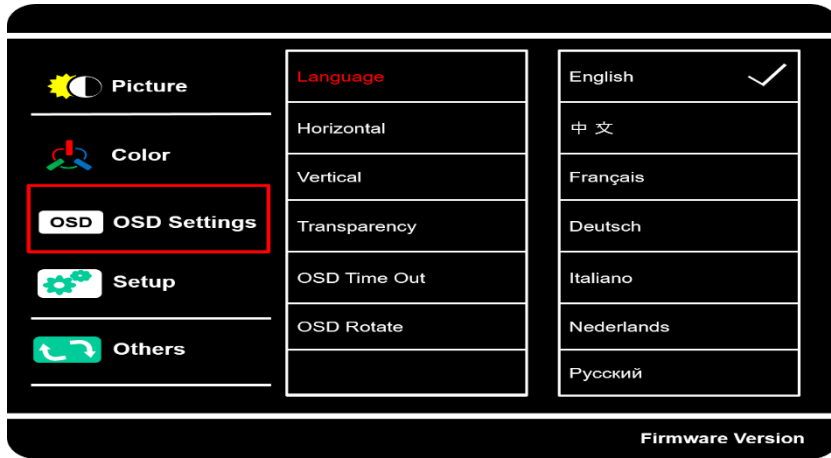 Picture
Color
OSD OSD Settings
Setup
Others
Language
Horizontal
Vertical
Transparency
OSD Time Out
OSD Rotate
English
中文
Français
Deutsch
Italiano
Nederlands
Русский
Firmware Version